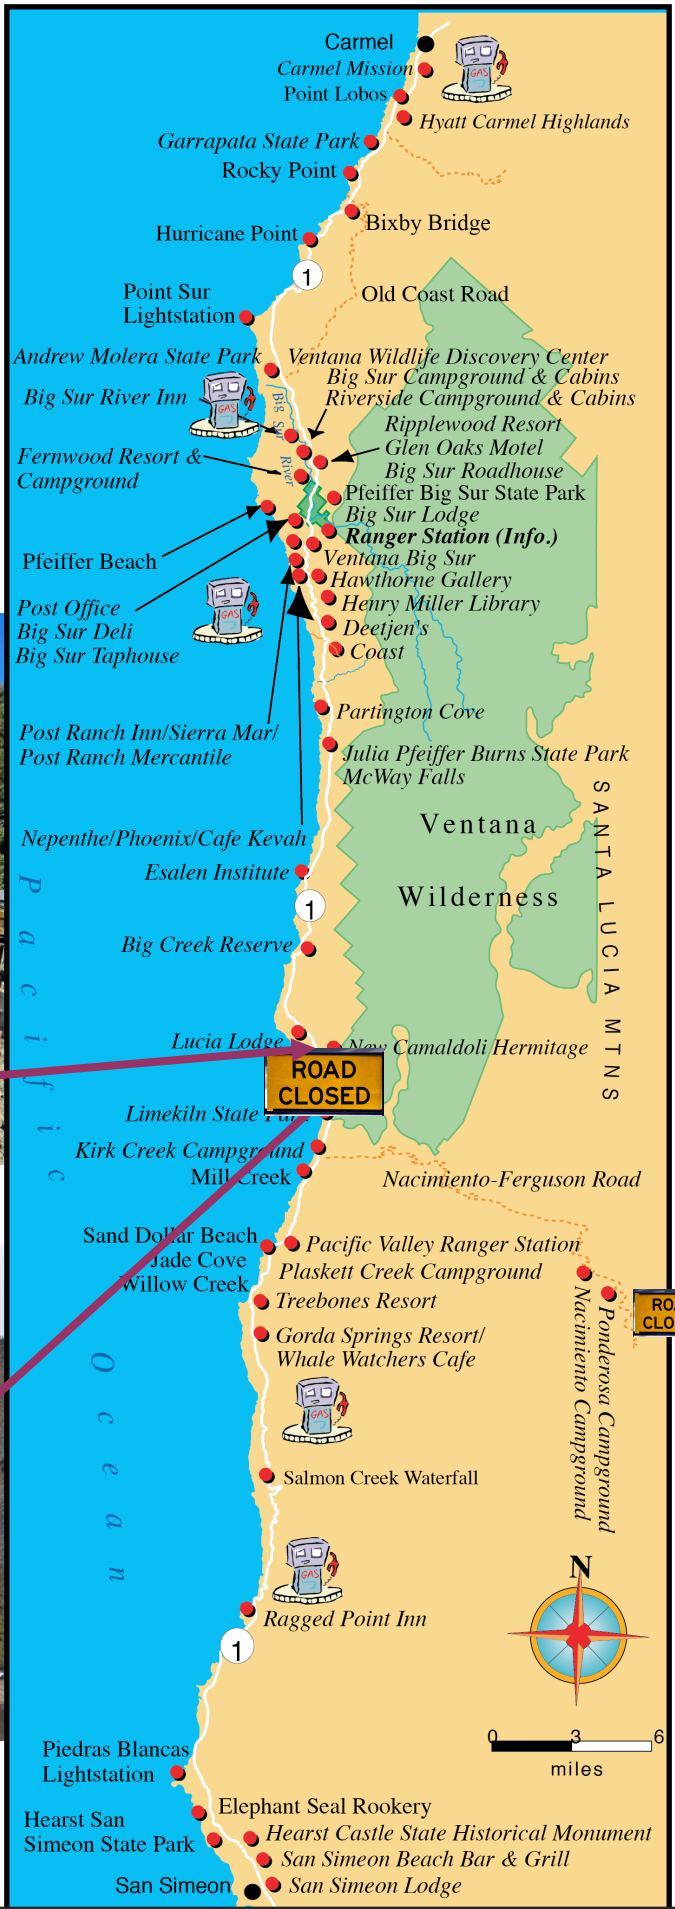 Carmel
Carmel Mission
GAS
Point Lobos
Hyatt Carmel Highlands
Garrapata State Park
Rocky Point
Bixby Bridge
Hurricane Point
1
Old Coast Road
Point Sur
Lightstation
Andrew Molera State Park
Ventana Wildlife Discovery Center
Big Sur Campground & Cabins
Riverside Campground & Cabins
Big Sur River Inn
GAS
Big Sur River
Ripplewood Resort
Glen Oaks Motel
Big Sur Roadhouse
Fernwood Resort &
Campground
Pfeiffer Big Sur State Park
Big Sur Lodge
Ranger Station (Info.)
Pfeiffer Beach
Ventana Big Sur
Hawthorne Gallery
Henry Miller Library
Deetjen's
Coast
Post Office
Big Sur Deli
Big Sur Taphouse
GAS
Partington Cove
Post Ranch Inn/Sierra Mar/
Post Ranch Mercantile
Julia Pfeiffer Burns State Park
McWay Falls
Nepenthe/Phoenix/Cafe Kevah
Ventana
Wilderness
SANTA LUCIA MTNS
Esalen Institute
1
Big Creek Reserve
Pacific
Lucia Lodge
New Camaldoli Hermitage
ROAD
CLOSED
Limekiln State Park
Kirk Creek Campground
Mill Creek
Nacimiento-Ferguson Road
Sand Dollar Beach
Jade Cove
Willow Creek
Pacific Valley Ranger Station
Plaskett Creek Campground
Treebones Resort
Gorda Springs Resort/
Whale Watchers Cafe
Nacimiento Campground
Ponderosa Campground
ROA
CLO
Ocean
GAS
Salmon Creek Waterfall
GAS
Ragged Point Inn
1
N
0 3 6
miles
Piedras Blancas
Lightstation
Elephant Seal Rookery
Hearst San
Simeon State Park
Hearst Castle State Historical Monument
San Simeon Beach Bar & Grill
San Simeon
San Simeon Lodge